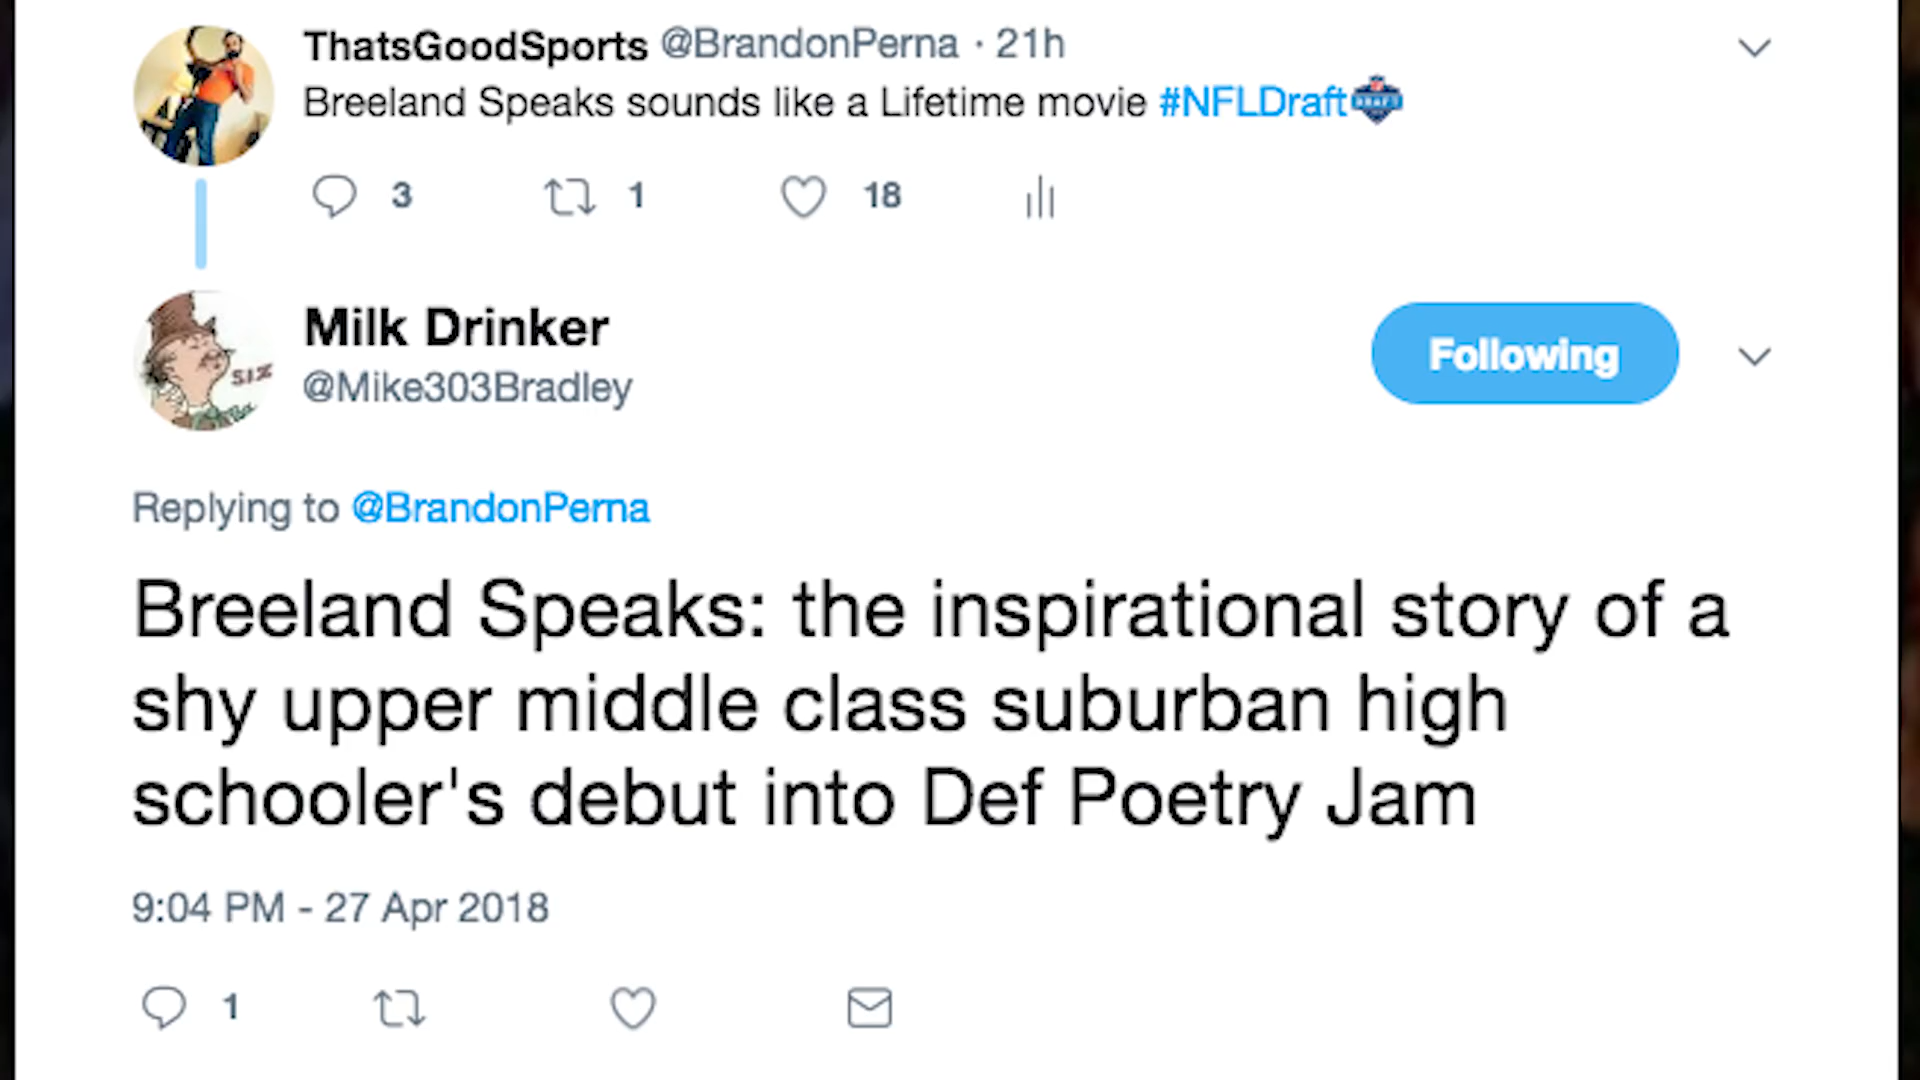 ThatsGoodSports @BrandonPerna · 21h
Breeland Speaks sounds like a Lifetime movie #NFLDraft
DRAFT
3 1 18
Milk Drinker
@Mike303Bradley
Following
SIZ
Replying to @BrandonPerna
Breeland Speaks: the inspirational story of a
shy upper middle class suburban high
schooler's debut into Def Poetry Jam
9:04 PM - 27 Apr 2018
1